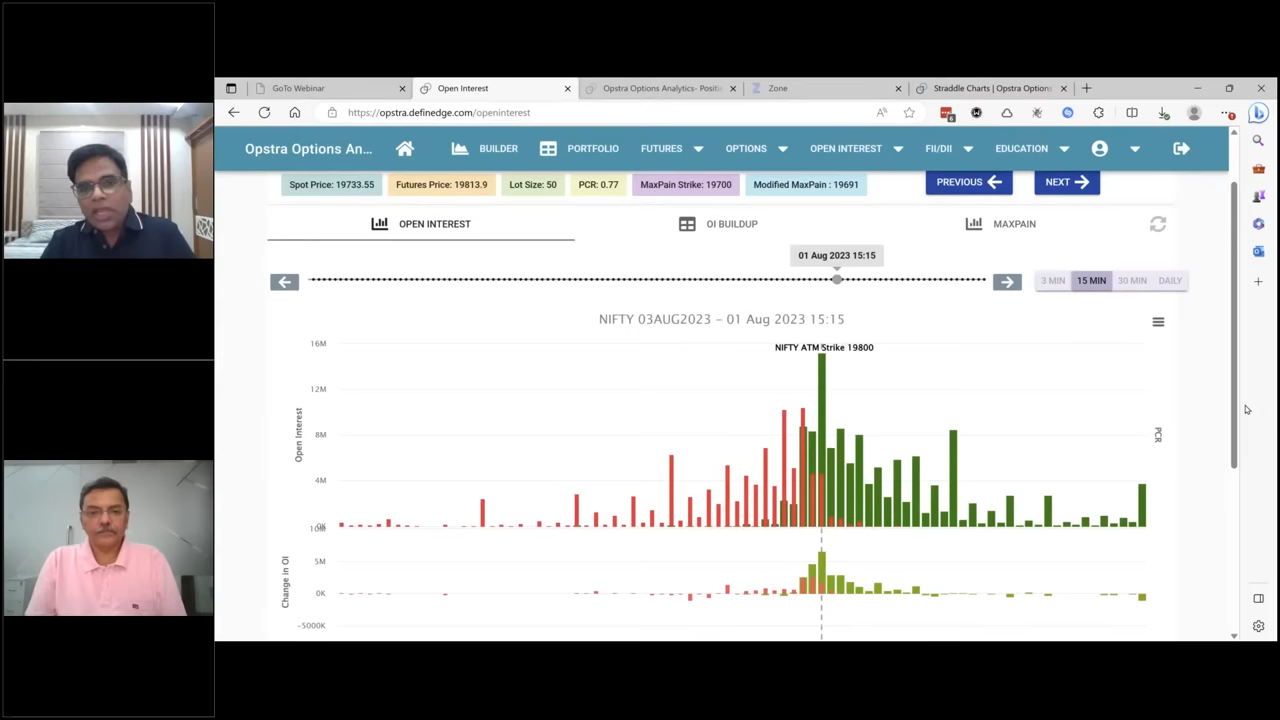 GoTo Webinar
Open Interest
Opstra Options Analytics- Positi
Zone
Straddle Charts | Opstra Options
https://opstra.definedge.com/openinterest
Opstra Options An...
BUILDER
PORTFOLIO
FUTURES
OPTIONS
OPEN INTEREST
FII/DII
EDUCATION
Spot Price: 19733.55
Futures Price: 19813.9
Lot Size: 50
PCR: 0.77
MaxPain Strike: 19700
Modified MaxPain : 19691
PREVIOUS
NEXT
OPEN INTEREST
OI BUILDUP
MAXPAIN
01 Aug 2023 15:15
3 MIN
15 MIN
30 MIN
DAILY
NIFTY 03AUG2023 – 01 Aug 2023 15:15
NIFTY ATM Strike 19800
Open Interest
16M
12M
8M
4M
0K
PCR
Change in OI
10M
5M
0K
−5000K